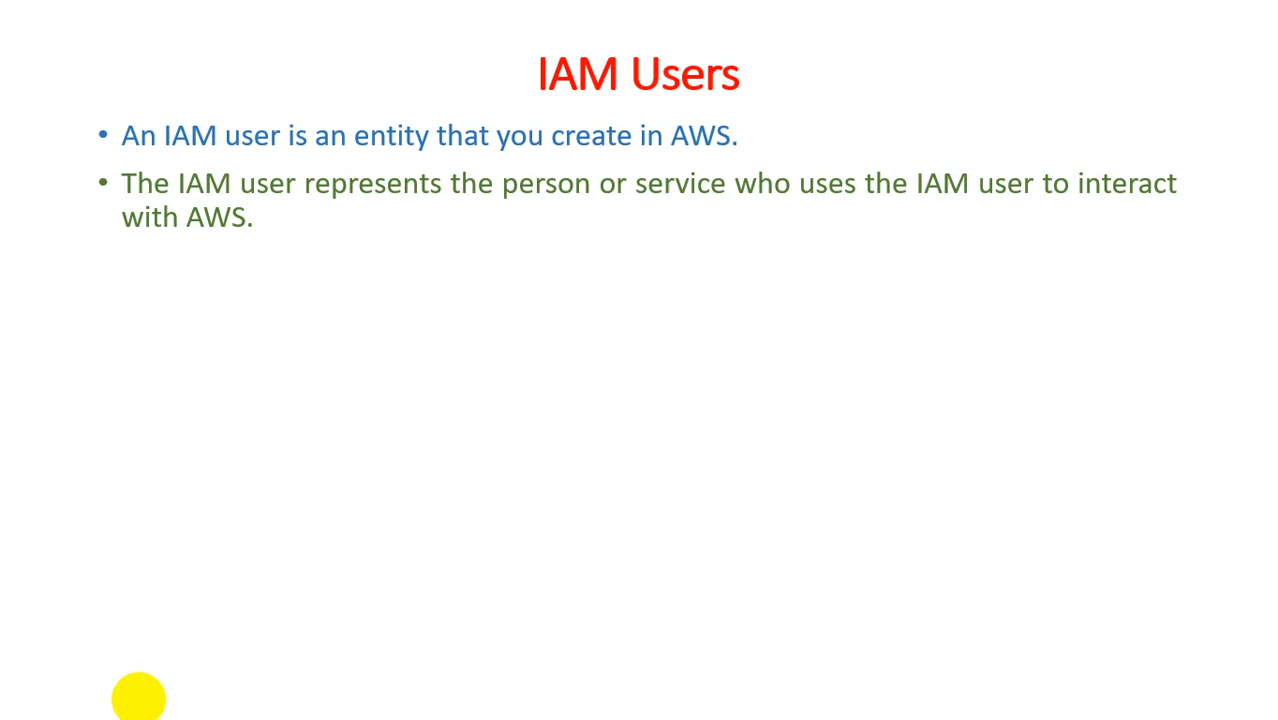 IAM Users
• An IAM user is an entity that you create in AWS.
• The IAM user represents the person or service who uses the IAM user to interact
with AWS.